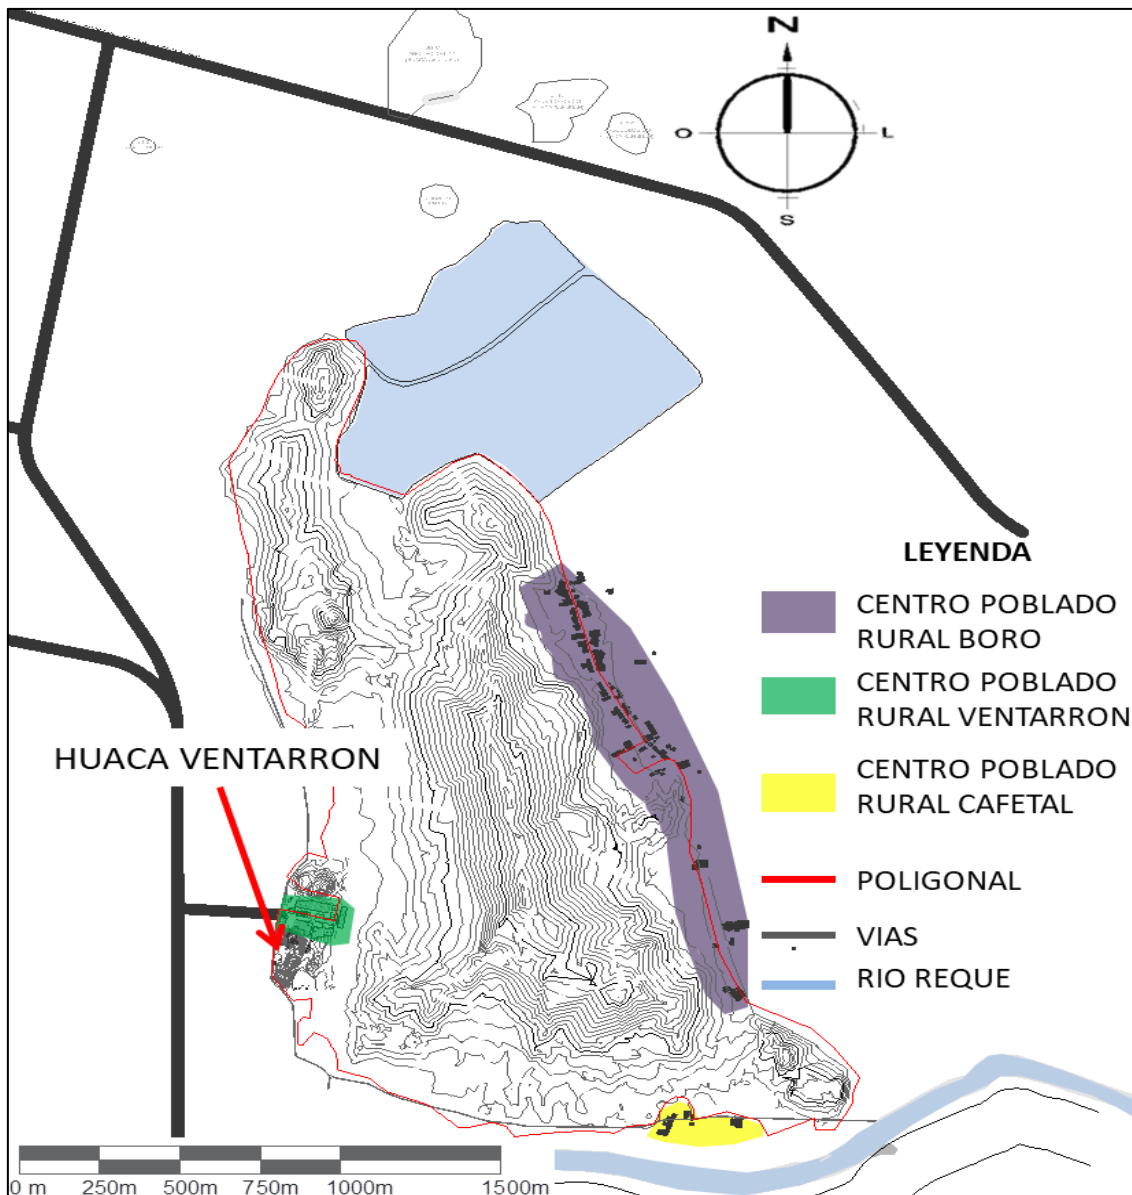 N
O
L
S
LEYENDA
CENTRO POBLADO
RURAL BORO
CENTRO POBLADO
RURAL VENTARRON
CENTRO POBLADO
RURAL CAFETAL
POLIGONAL
VIAS
RIO REQUE
HUACA VENTARRON
0 m 250m 500m 750m 1000m 1500m